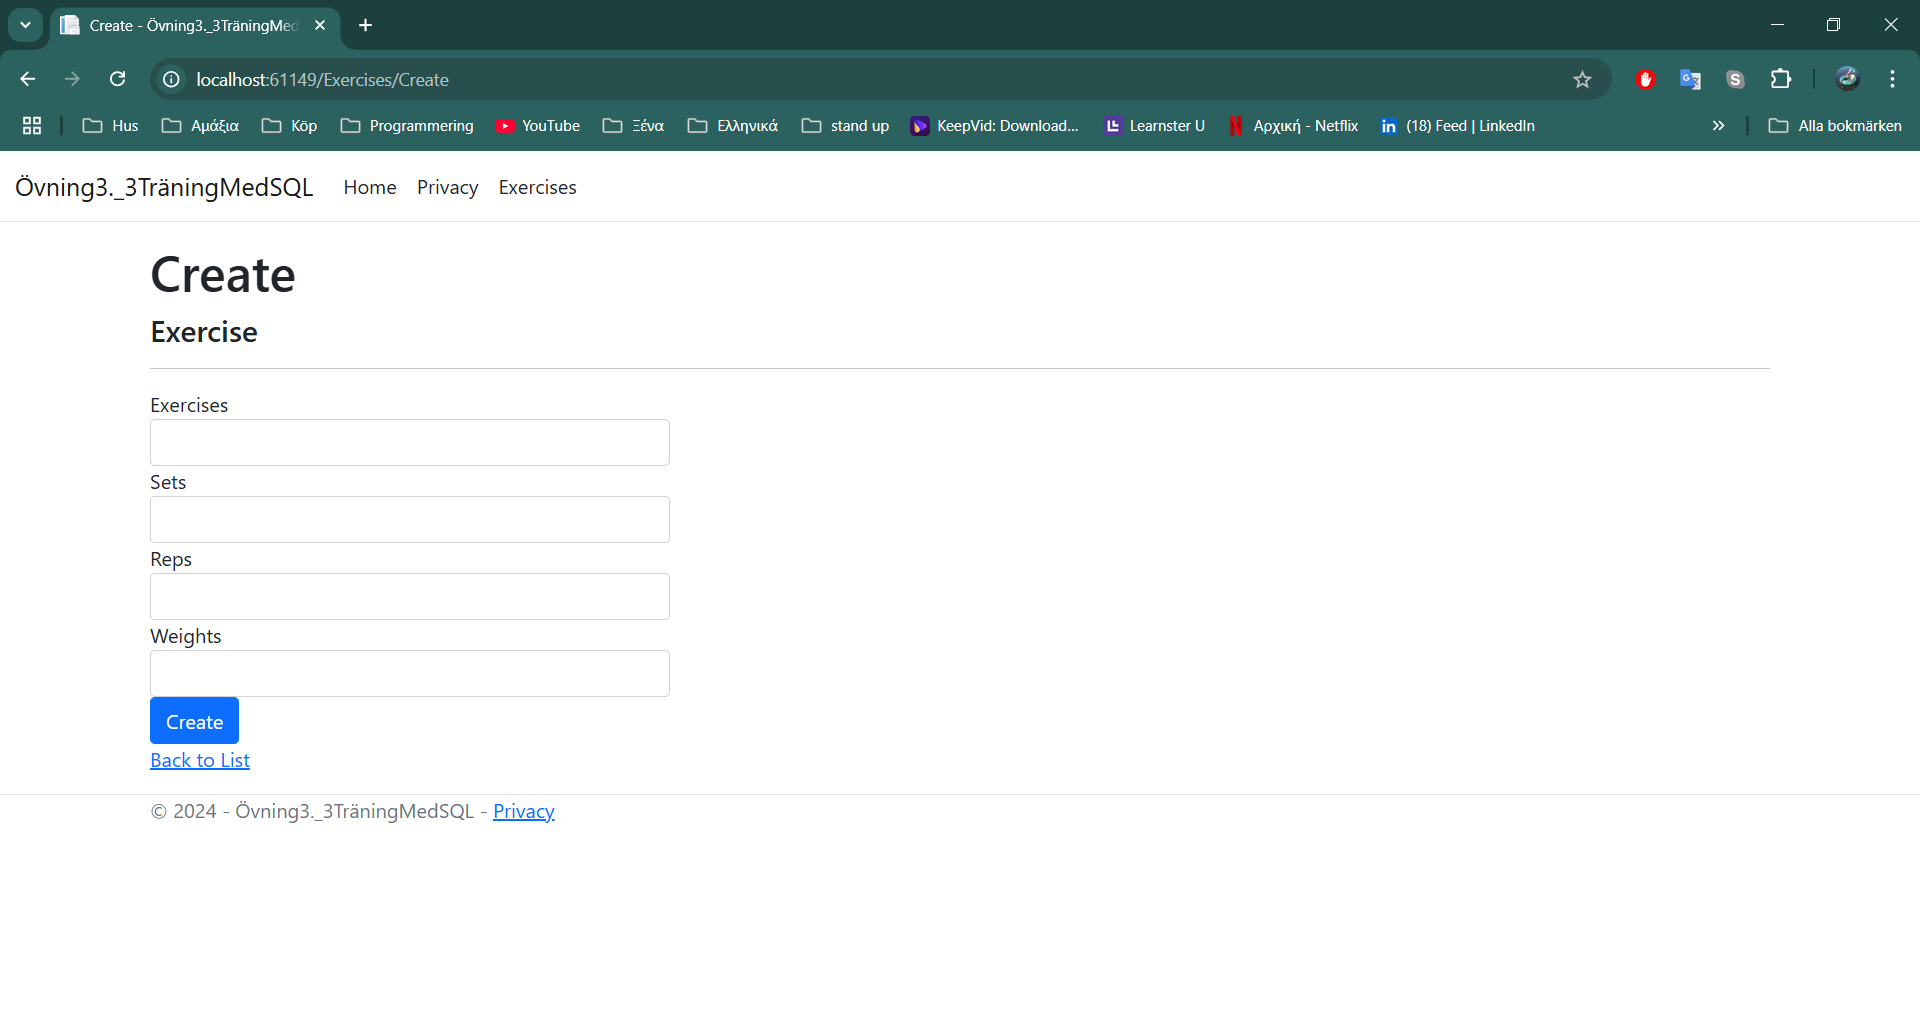 Create - Övning3._3TräningMed
localhost:61149/Exercises/Create
Hus Αμάξια Köp Programmering YouTube Ξένα Ελληνικά stand up KeepVid: Download... Learnster U Αρχική - Netflix (18) Feed | LinkedIn Alla bokmärken
Övning3._3TräningMedSQL Home Privacy Exercises
Create
Exercise
Exercises
Sets
Reps
Weights
Create
Back to List
© 2024 - Övning3._3TräningMedSQL - Privacy